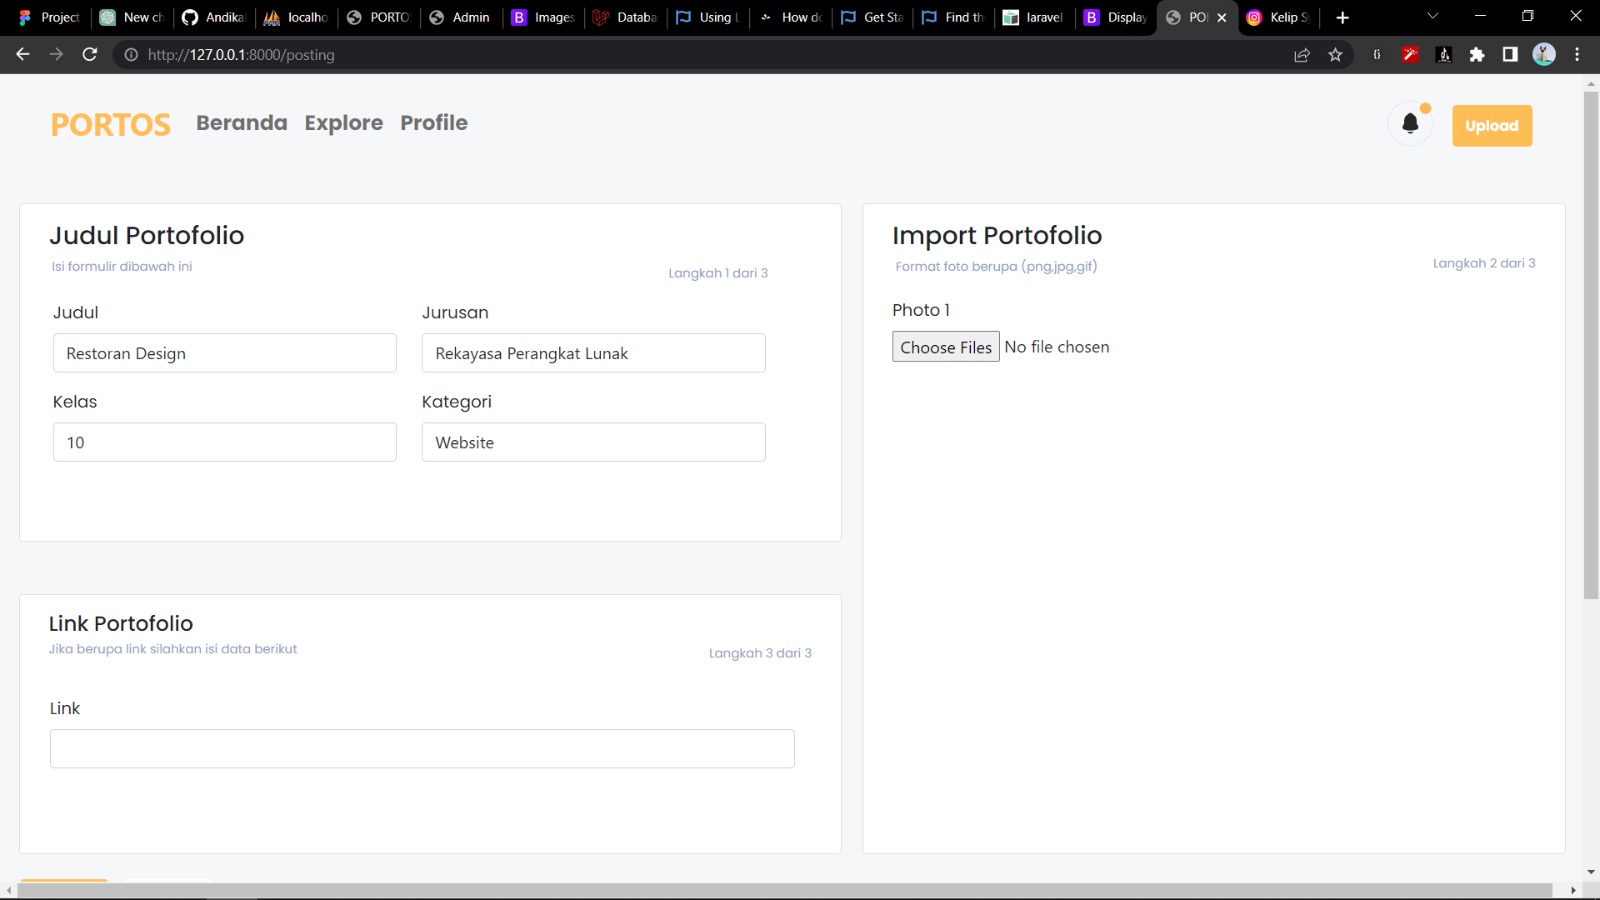 Project
New ch
Andika
localho
PORTO
Admin
Images
Databa
Using L
How do
Get Sta
Find th
laravel
Display
PO
Kelip S
http://127.0.0.1:8000/posting
PORTOS
Beranda
Explore
Profile
Upload
Judul Portofolio
Isi formulir dibawah ini
Langkah 1 dari 3
Judul
Jurusan
Restoran Design
Rekayasa Perangkat Lunak
Kelas
Kategori
10
Website
Import Portofolio
Format foto berupa (png,jpg,gif)
Langkah 2 dari 3
Photo 1
Choose Files No file chosen
Link Portofolio
Jika berupa link silahkan isi data berikut
Langkah 3 dari 3
Link